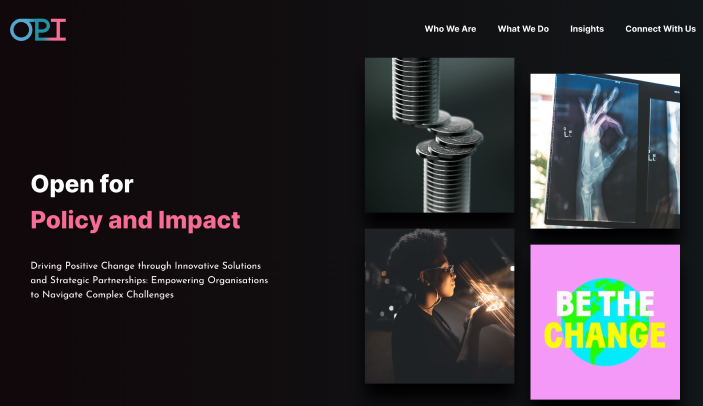 OPI
Who We Are
What We Do
Insights
Connect With Us
Open for
Policy and Impact
Driving Positive Change through Innovative Solutions
and Strategic Partnerships: Empowering Organisations
to Navigate Complex Challenges
BE THE
CHANGE